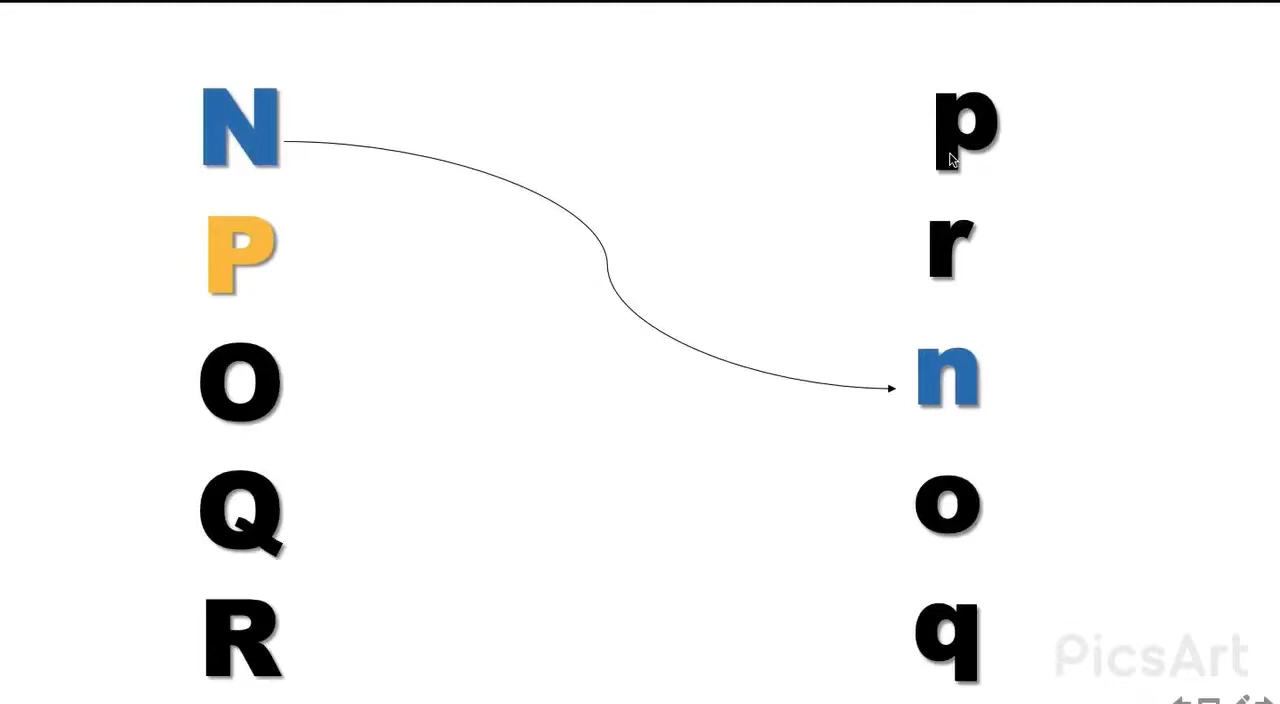 N p
P r
O n
Q o
R q
PicsArt